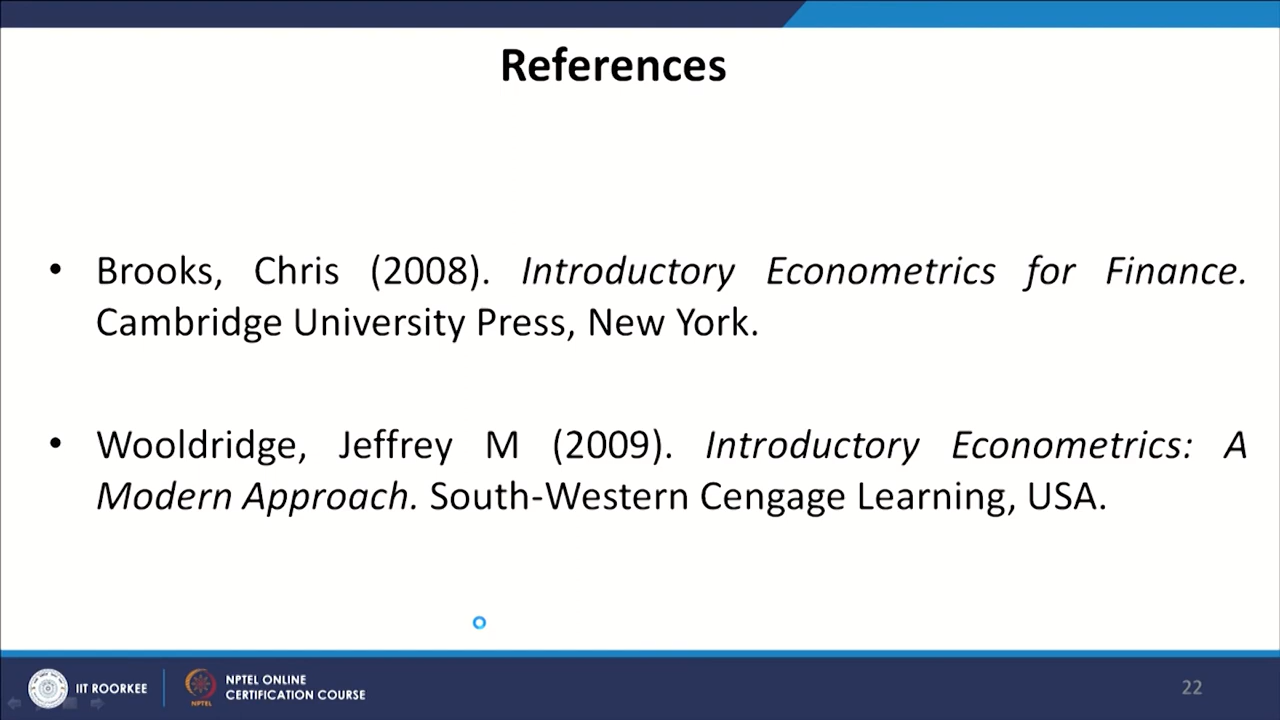 References
• Brooks, Chris (2008). Introductory Econometrics for Finance.
Cambridge University Press, New York.
• Wooldridge, Jeffrey M (2009). Introductory Econometrics: A
Modern Approach. South-Western Cengage Learning, USA.
IIT ROORKEE
NPTEL
NPTEL ONLINE
CERTIFICATION COURSE
22